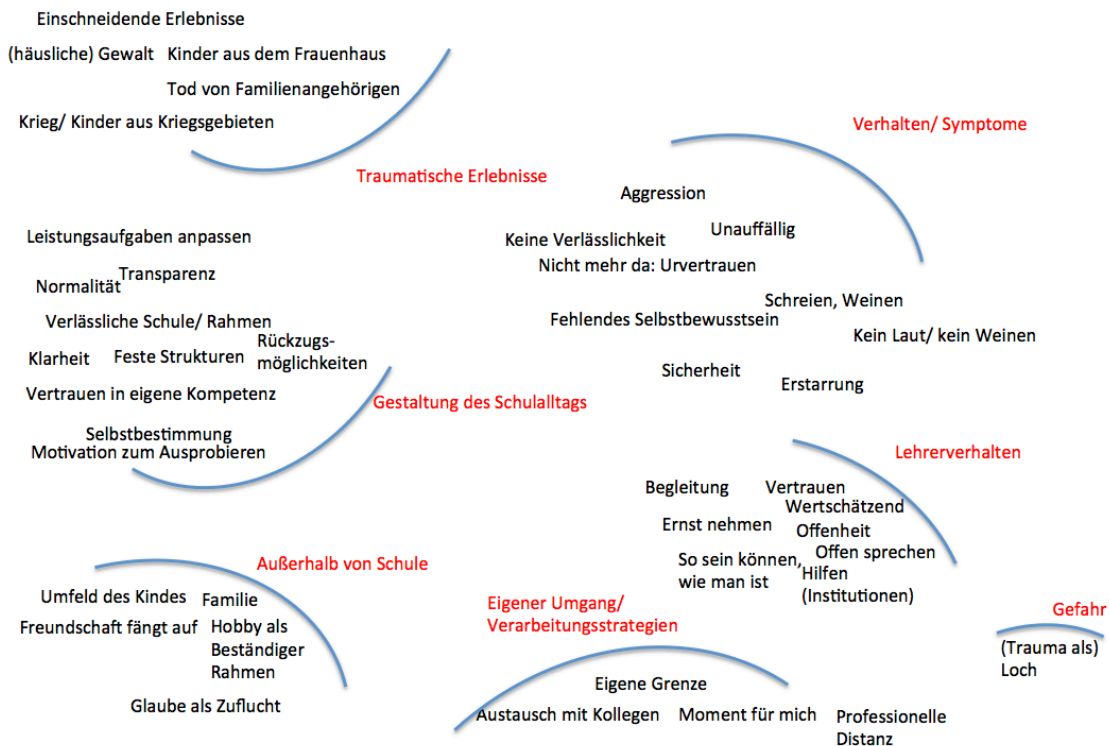 Einschneidende Erlebnisse
(häusliche) Gewalt
Kinder aus dem Frauenhaus
Tod von Familienangehörigen
Krieg/ Kinder aus Kriegsgebieten
Traumatische Erlebnisse
Verhalten/ Symptome
Aggression
Unauffällig
Keine Verlässlichkeit
Nicht mehr da: Urvertrauen
Schreien, Weinen
Fehlendes Selbstbewusstsein
Kein Laut/ kein Weinen
Sicherheit
Erstarrung
Leistungsaufgaben anpassen
Transparenz
Normalität
Verlässliche Schule/ Rahmen
Klarheit
Feste Strukturen
Rückzugs-
möglichkeiten
Vertrauen in eigene Kompetenz
Gestaltung des Schulalltags
Selbstbestimmung
Motivation zum Ausprobieren
Lehrerverhalten
Begleitung
Vertrauen
Wertschätzend
Ernst nehmen
Offenheit
Offen sprechen
So sein können,
wie man ist
Hilfen
(Institutionen)
Außerhalb von Schule
Umfeld des Kindes
Familie
Freundschaft fängt auf
Hobby als
Beständiger
Rahmen
Glaube als Zuflucht
Eigener Umgang/
Verarbeitungsstrategien
Eigene Grenze
Austausch mit Kollegen
Moment für mich
Professionelle
Distanz
Gefahr
(Trauma als)
Loch